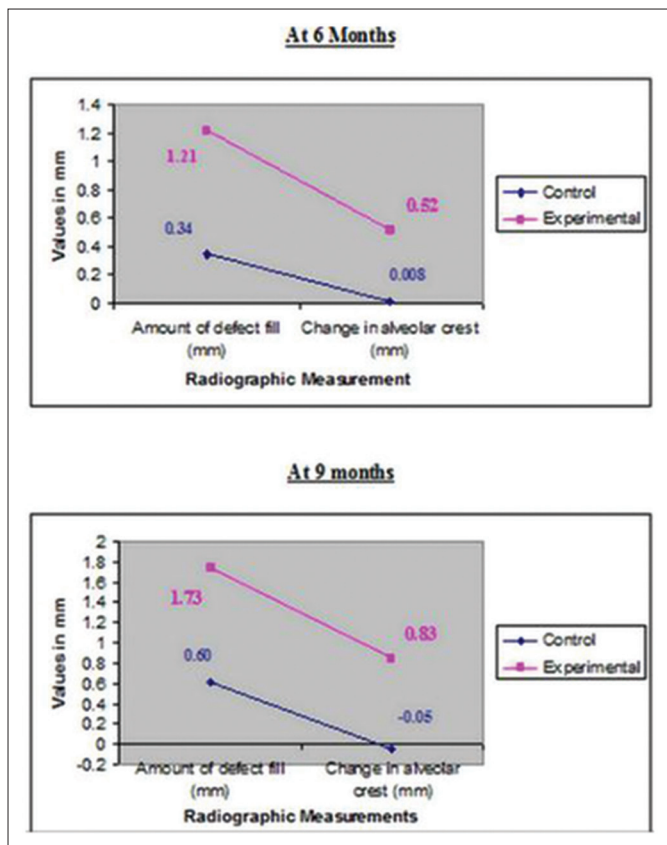 At 6 Months
1.4
1.2
1
0.8
0.6
0.4
0.2
0
Values in mm
1.21
0.52
0.34
0.008
Control
Experimental
Amount of defect fill
(mm)
Change in alveolar crest
(mm)
Radiographic Measurement
At 9 months
2
1.8
1.6
1.4
1.2
1
0.8
0.6
0.4
0.2
0
-0.2
Values in mm
1.73
0.83
0.60
-0.05
Control
Experimental
Amount of defect fill
(mm)
Change in alveolar
crest (mm)
Radiographic Measurements